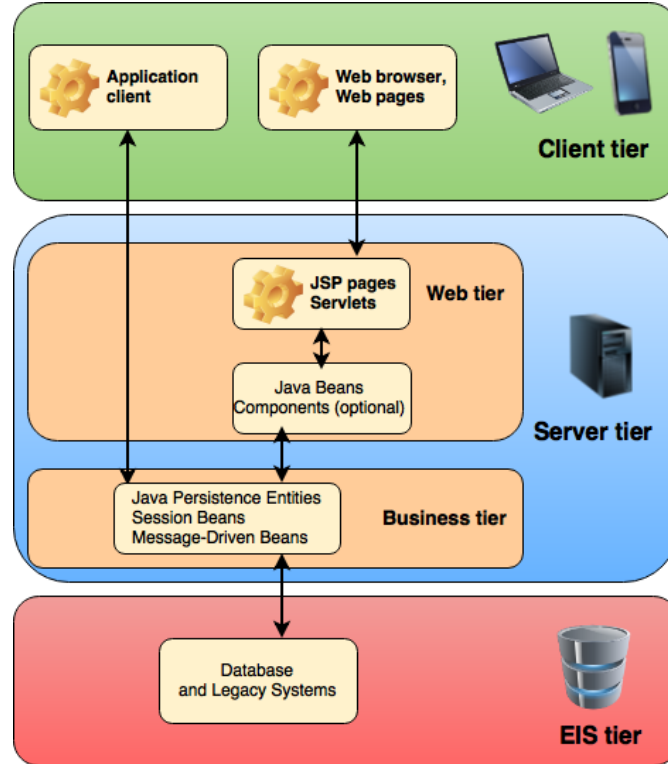 Application
client
Web browser,
Web pages
Client tier
JSP pages
Servlets
Web tier
Java Beans
Components (optional)
Server tier
Java Persistence Entities
Session Beans
Message-Driven Beans
Business tier
Database
and Legacy Systems
EIS tier